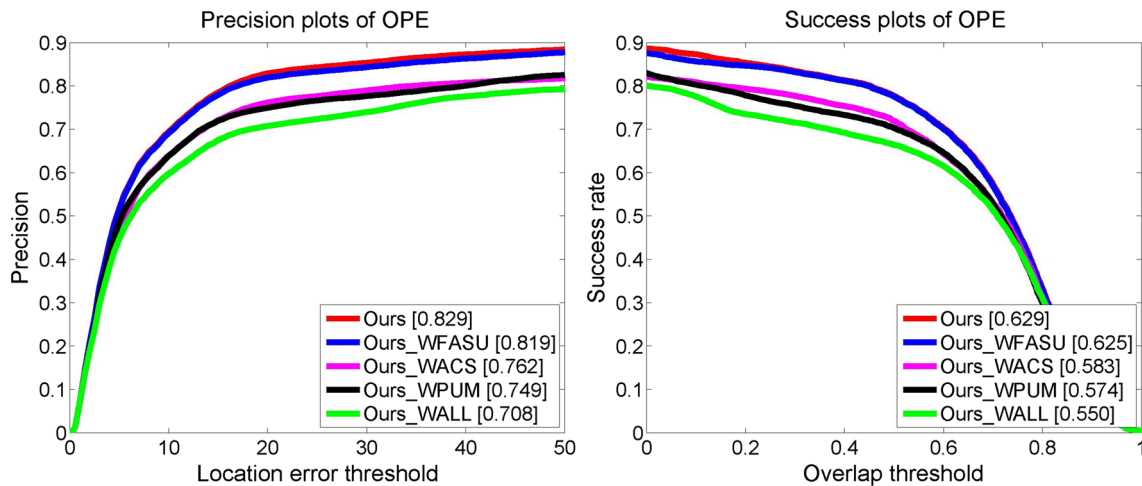 Precision plots of OPE
0.9
0.8
0.7
0.6
0.5
0.4
0.3
0.2
0.1
0
Precision
0 10 20 30 40 50
Location error threshold
Ours [0.829]
Ours_WFASU [0.819]
Ours_WACS [0.762]
Ours_WPUM [0.749]
Ours_WALL [0.708]
Success plots of OPE
0.9
0.8
0.7
0.6
0.5
0.4
0.3
0.2
0.1
0
Success rate
0 0.2 0.4 0.6 0.8 1
Overlap threshold
Ours [0.629]
Ours_WFASU [0.625]
Ours_WACS [0.583]
Ours_WPUM [0.574]
Ours_WALL [0.550]